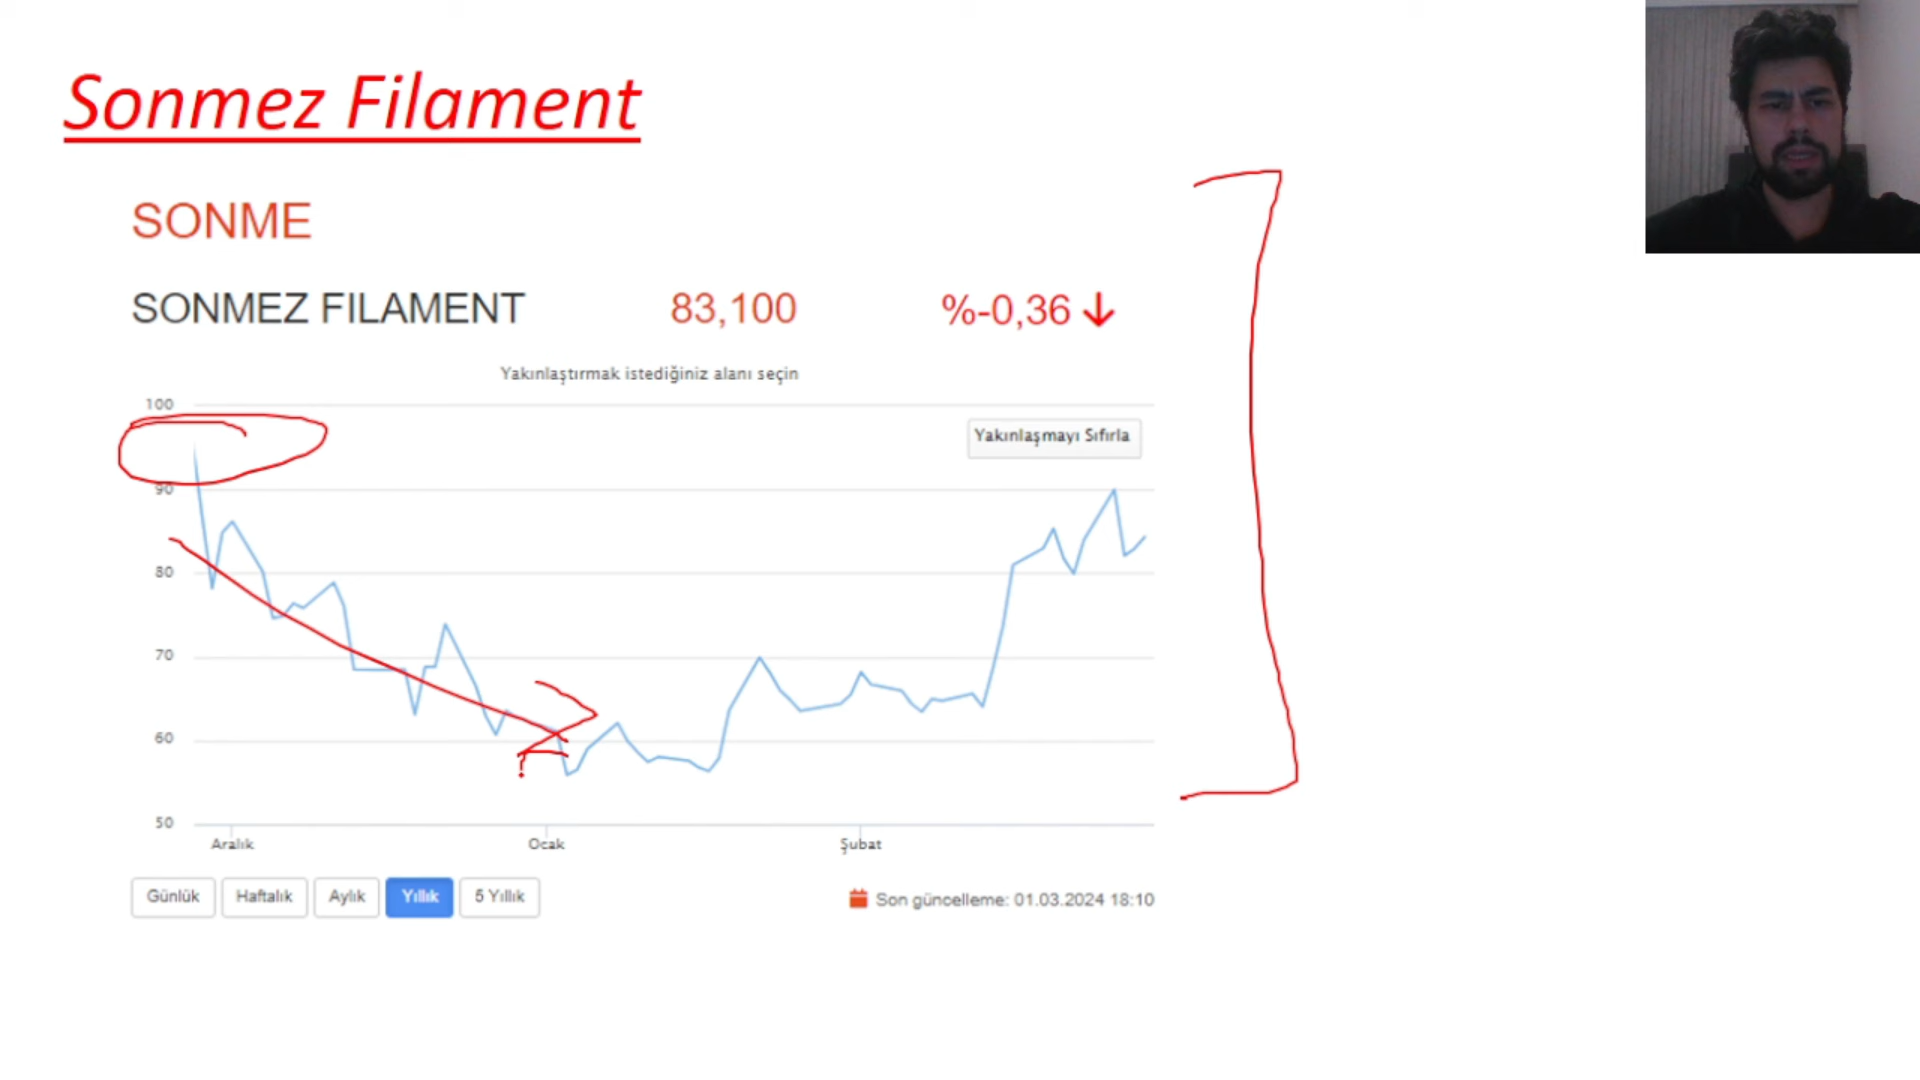 Sonmez Filament
SONME
SONMEZ FILAMENT 83,100 %-0,36
Yakınlaştırmak istediğiniz alanı seçin
100
Yakınlaşmayı Sıfırla
90
80
70
60
50
Aralık Ocak Şubat
Günlük Haftalık Aylık Yıllık 5 Yıllık Son güncelleme: 01.03.2024 18:10